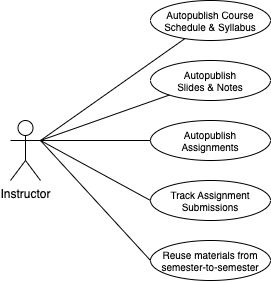 Autopublish Course
Schedule & Syllabus
Autopublish
Slides & Notes
Autopublish
Assignments
Instructor
Track Assignment
Submissions
Reuse materials from
semester-to-semester